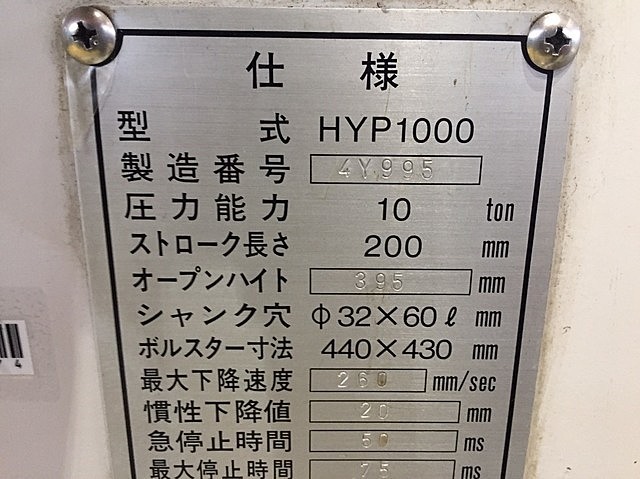 仕様
型式 HYP1000
製造番号 4Y995
圧力能力 10 ton
ストローク長さ 200 mm
オープンハイト 395 mm
シャンク穴 φ32×60ℓ mm
ボルスター寸法 440×430 mm
最大下降速度 260 mm/sec
慣性下降値 20 mm
急停止時間 50 ms
最大停止時間 75 ms